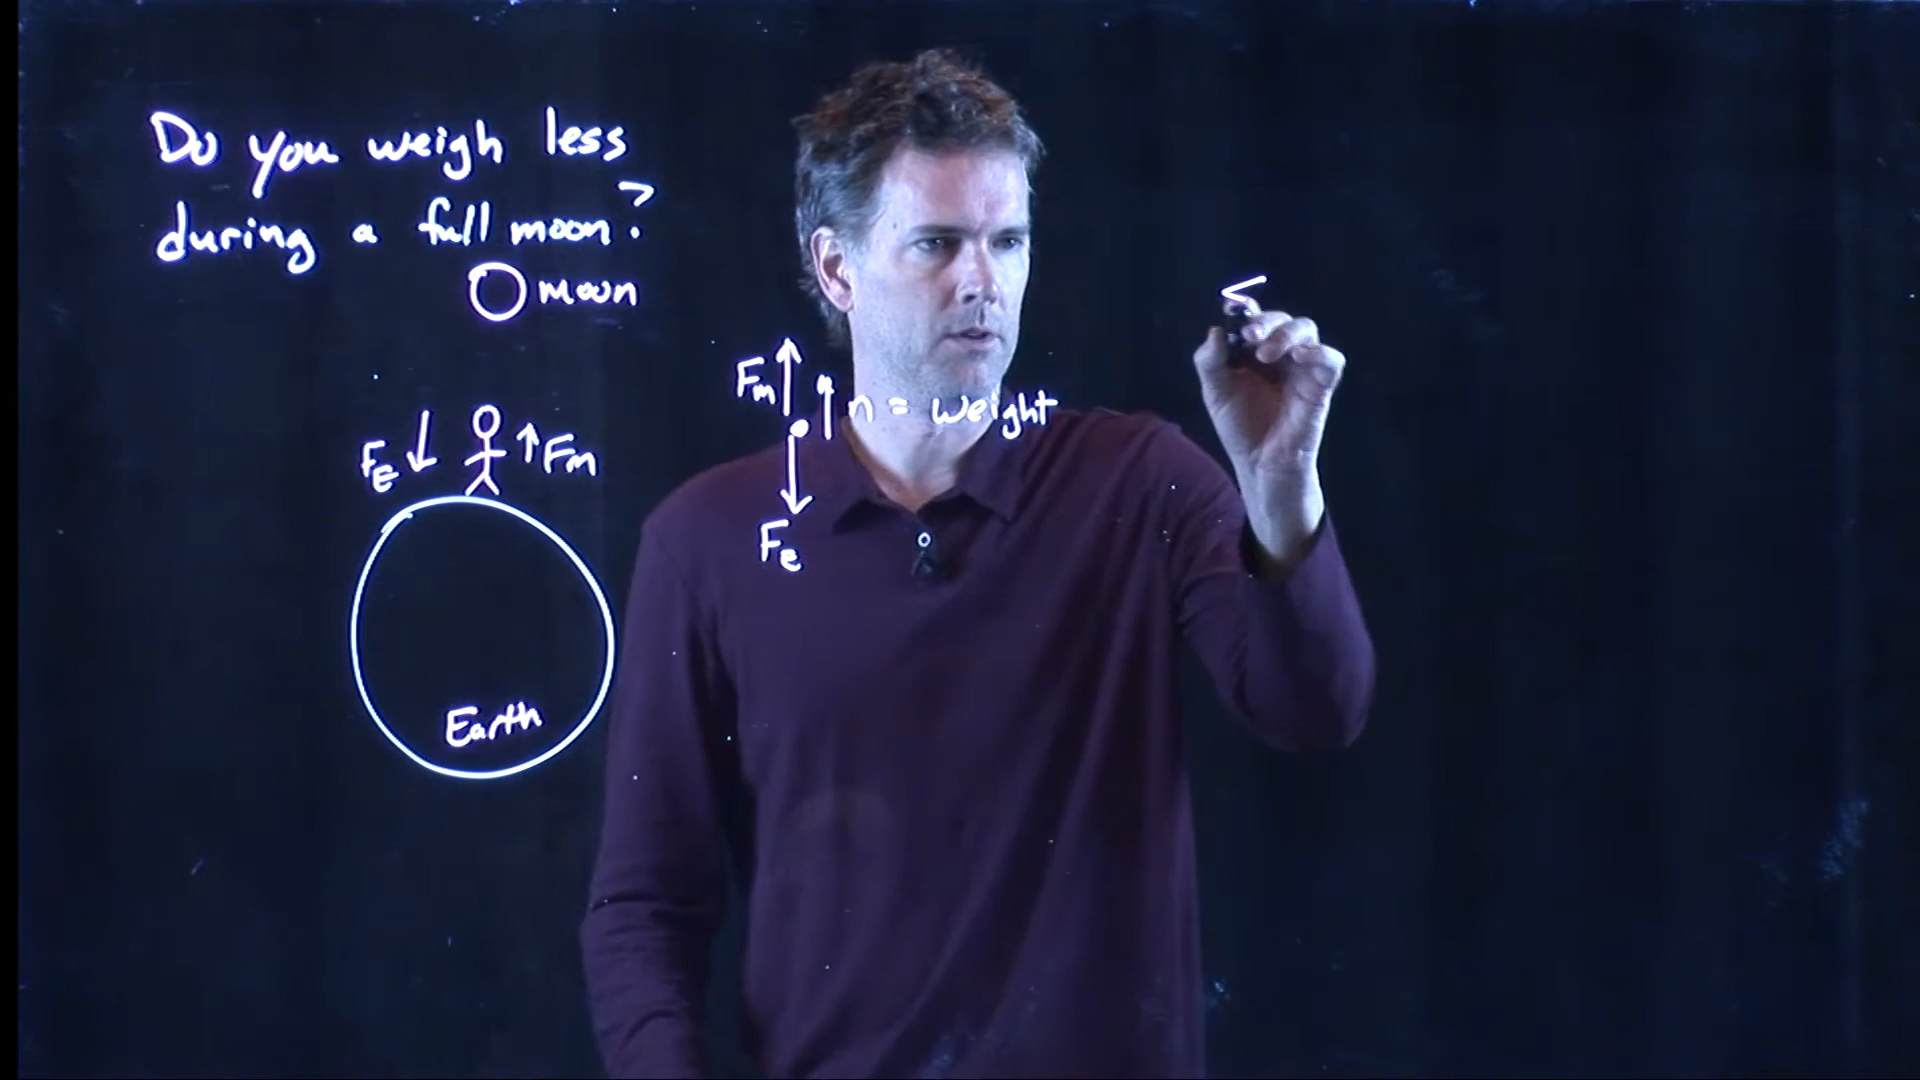 Do you weigh less
during a full moon?
moon
Fm
n = weight
FE
Fm
Fe
Earth
<